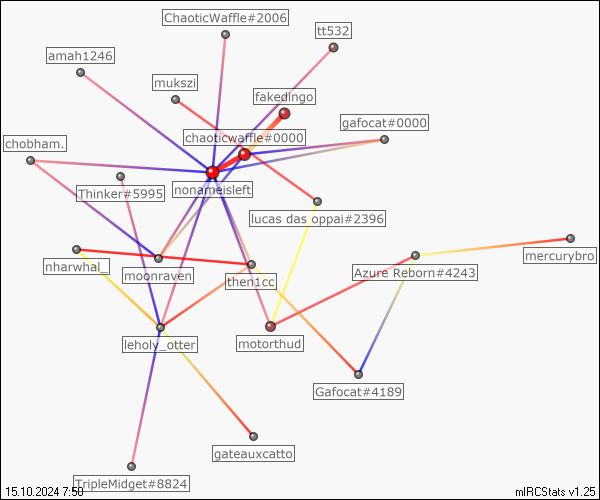 ChaoticWaffle#2006
tt532
amah1246
mukszi
fakedingo
gafocat#0000
chaoticwaffle#0000
chobham.
Thinker#5995
nonameisleft
lucas das oppai#2396
mercurybro
nharwhal_
moonraven
then1cc
Azure Reborn#4243
leholy_otter
motorthud
Gafocat#4189
gateauxcatto
TripleMidget#8824
15.10.2024 7:50
mIRCStats v1.25